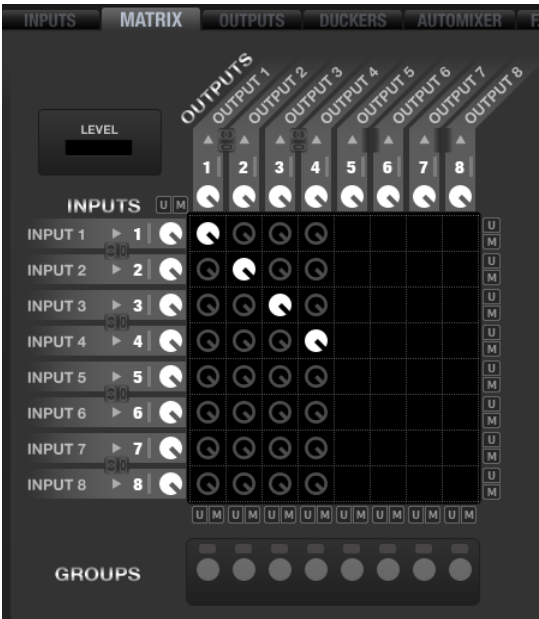 INPUTS MATRIX OUTPUTS DUCKERS AUTOMIXER
OUTPUTS
OUTPUT 1
OUTPUT 2
OUTPUT 3
OUTPUT 4
OUTPUT 5
OUTPUT 6
OUTPUT 7
OUTPUT 8
LEVEL
1 2 3 4 5 6 7 8
INPUTS U M
INPUT 1 1 U M
INPUT 2 2 U M
INPUT 3 3 U M
INPUT 4 4 U M
INPUT 5 5 U M
INPUT 6 6 U M
INPUT 7 7 U M
INPUT 8 8 U M
U M U M U M U M U M U M U M U M
GROUPS